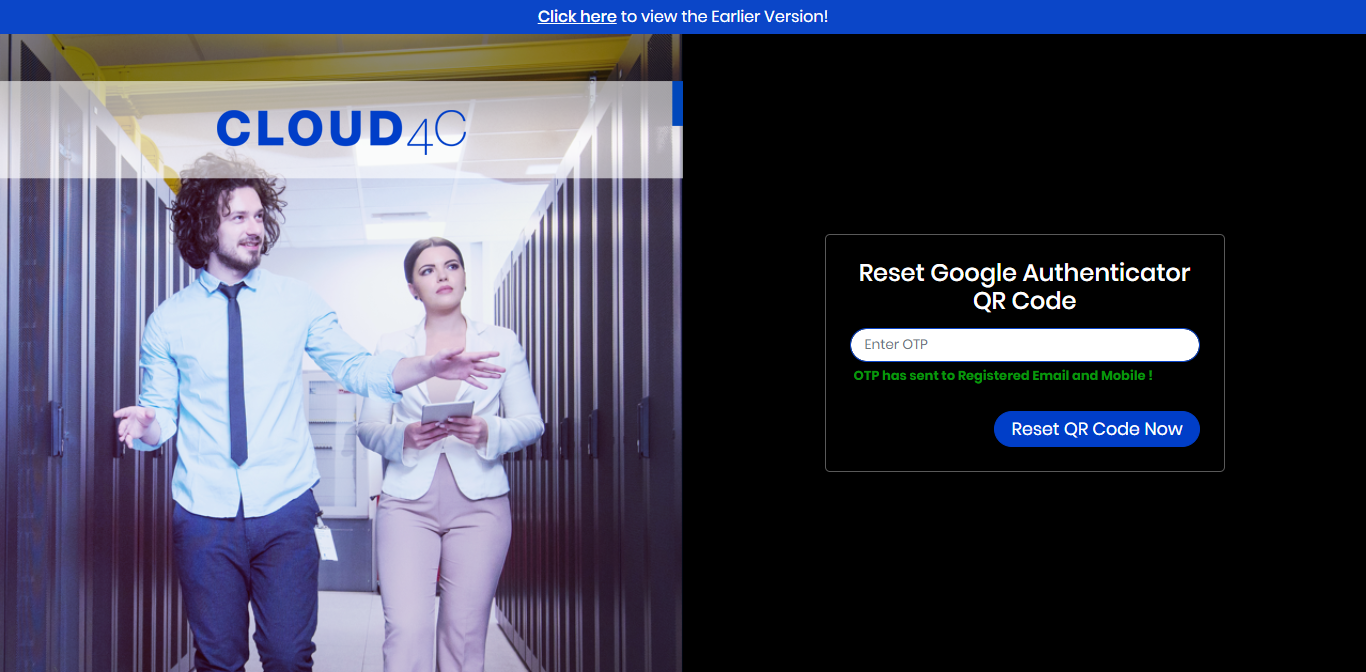 Click here to view the Earlier Version!
CLOUD4C
Reset Google Authenticator
QR Code
Enter OTP
OTP has sent to Registered Email and Mobile !
Reset QR Code Now